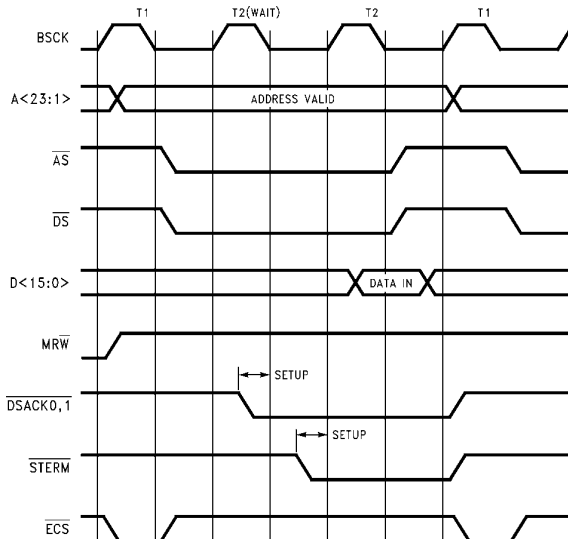 T1 T2(WAIT) T2 T1
BSCK
A<23:1> ADDRESS VALID
AS
DS
D<15:0> DATA IN
MRW
SETUP
DSACK0,1
SETUP
STERM
ECS